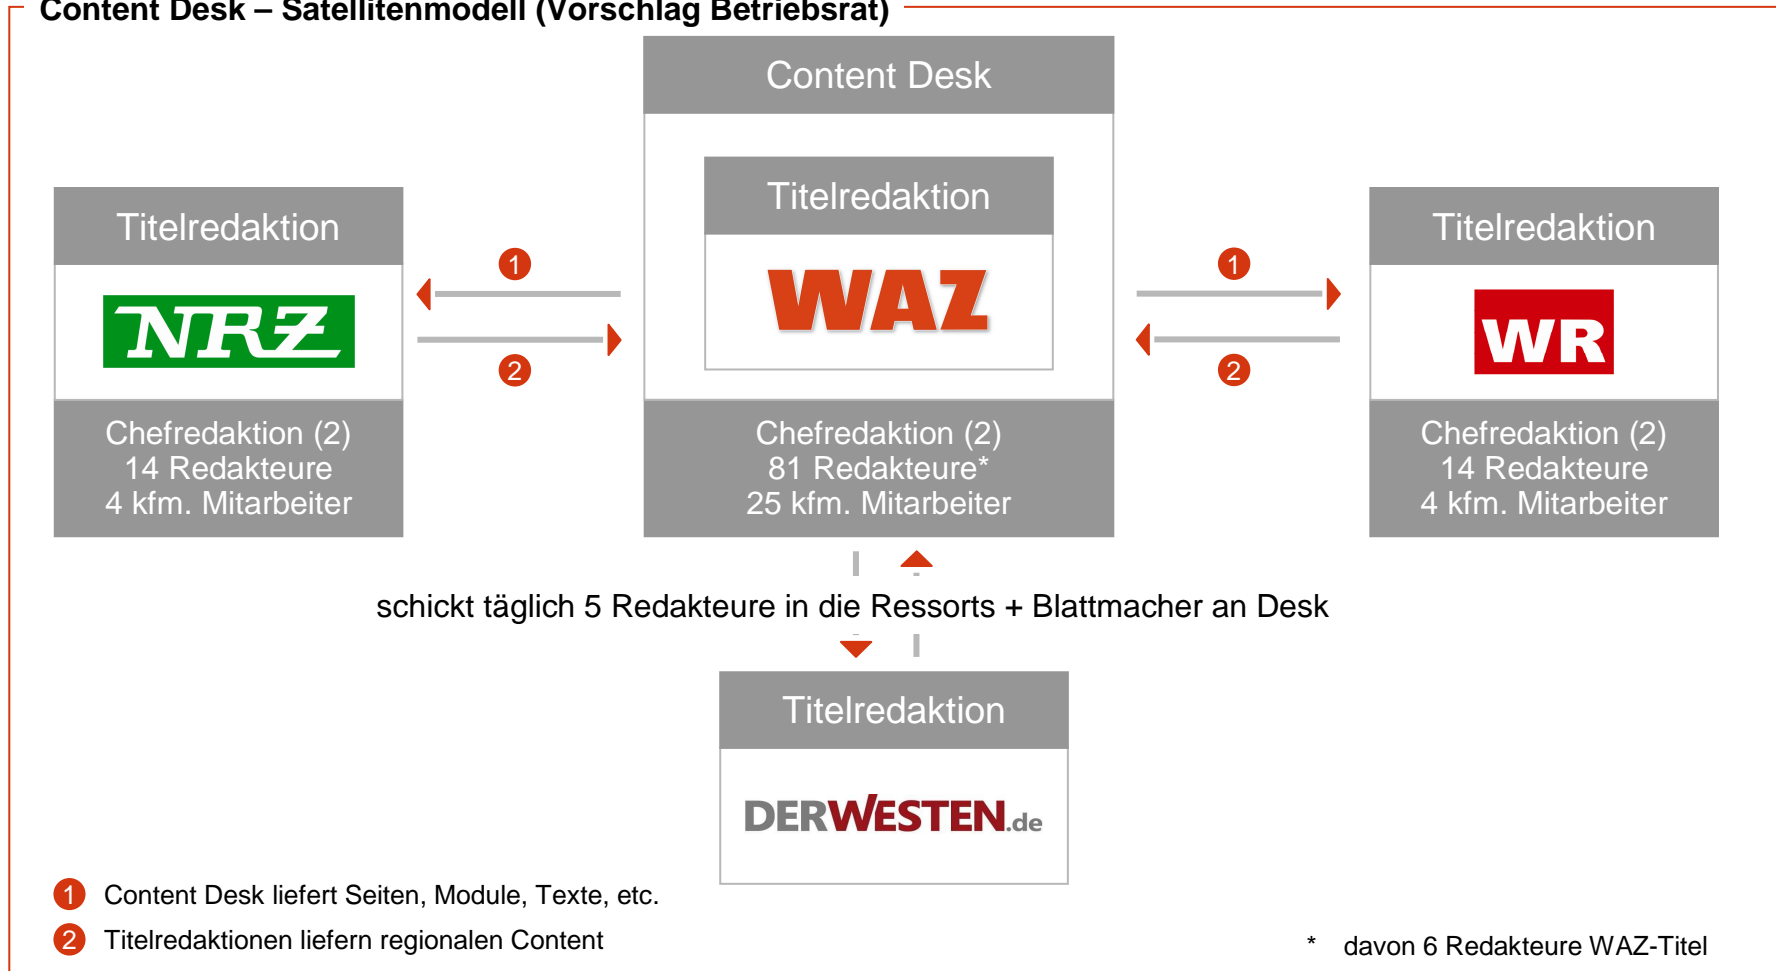 Content Desk – Satellitenmodell (Vorschlag Betriebsrat)
Content Desk
Titelredaktion
WAZ
Titelredaktion
NRZ
Titelredaktion
WR
1
2
1
2
Chefredaktion (2)
14 Redakteure
4 kfm. Mitarbeiter
Chefredaktion (2)
81 Redakteure*
25 kfm. Mitarbeiter
Chefredaktion (2)
14 Redakteure
4 kfm. Mitarbeiter
schickt täglich 5 Redakteure in die Ressorts + Blattmacher an Desk
Titelredaktion
DERWESTEN.de
1 Content Desk liefert Seiten, Module, Texte, etc.
2 Titelredaktionen liefern regionalen Content
* davon 6 Redakteure WAZ-Titel